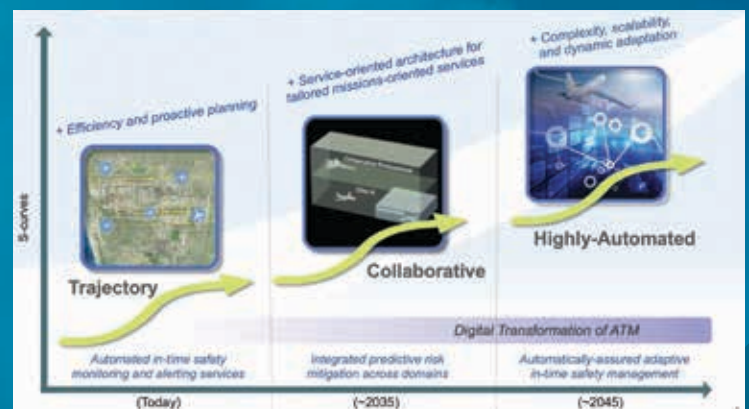 + Complexity, scalability,
and dynamic adaptation
+ Service-oriented architecture for
tailored missions-oriented services
+ Efficiency and proactive planning
S-curves
Trajectory
Collaborative
Highly-Automated
Digital Transformation of ATM
Automated in-time safety
monitoring and alerting services
Integrated predictive risk
mitigation across domains
Automatically-assured adaptive
in-time safety management
(Today)
(~2035)
(~2045)